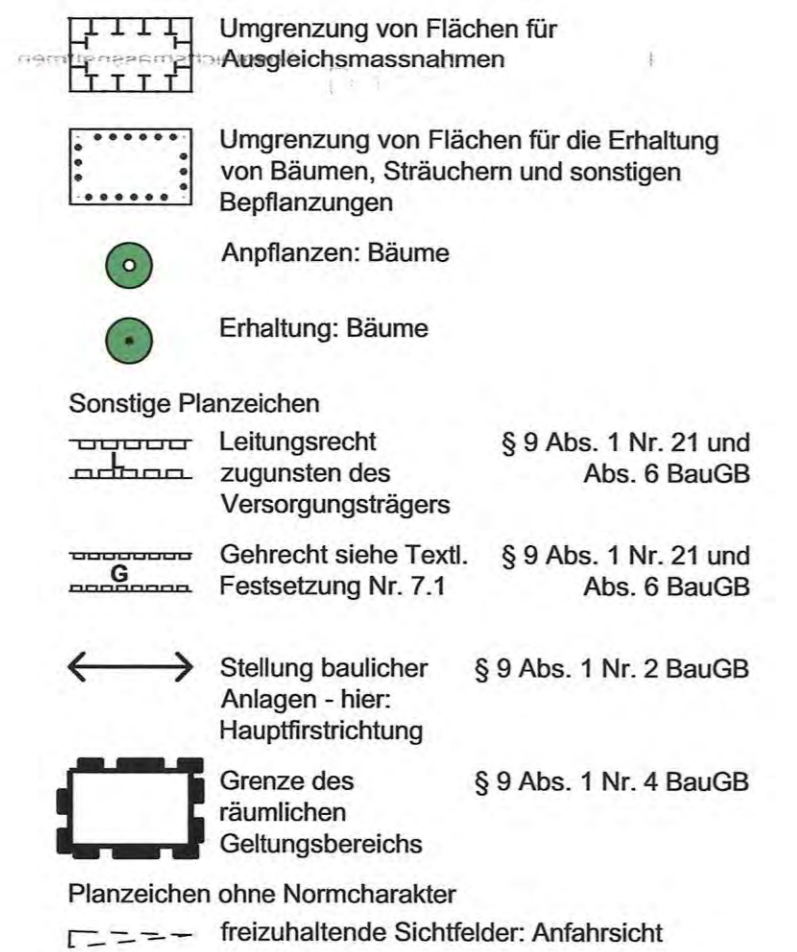 Umgrenzung von Flächen für
Ausgleichsmassnahmen
Umgrenzung von Flächen für die Erhaltung
von Bäumen, Sträuchern und sonstigen
Bepflanzungen
Anpflanzen: Bäume
Erhaltung: Bäume
Sonstige Planzeichen
L
Leitungsrecht § 9 Abs. 1 Nr. 21 und
zugunsten des Abs. 6 BauGB
Versorgungsträgers
Gehrecht siehe Textl. § 9 Abs. 1 Nr. 21 und
G
Festsetzung Nr. 7.1 Abs. 6 BauGB
Stellung baulicher § 9 Abs. 1 Nr. 2 BauGB
Anlagen - hier:
Hauptfirstrichtung
Grenze des § 9 Abs. 1 Nr. 4 BauGB
räumlichen
Geltungsbereichs
Planzeichen ohne Normcharakter
freizuhaltende Sichtfelder: Anfahrsicht